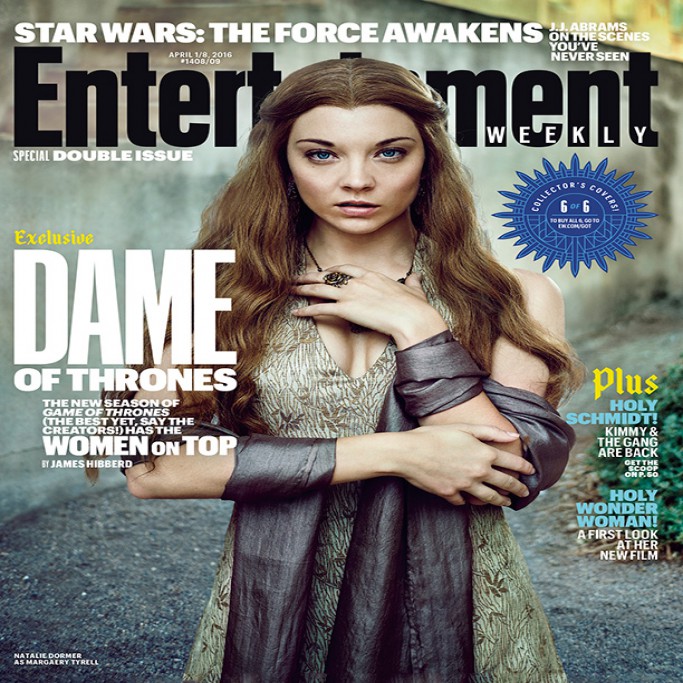 STAR WARS: THE FORCE AWAKENS
J.J. ABRAMS
ON THE SCENES
YOU'VE
NEVER SEEN
APRIL 1/8, 2016
#1408/09
Entertainment
WEEKLY
SPECIAL DOUBLE ISSUE
COLLECTOR'S COVERS!
6 OF 6
TO BUY ALL 6, GO TO
EW.COM/GOT
Exclusive
DAME
OF THRONES
THE NEW SEASON OF
GAME OF THRONES
(THE BEST YET, SAY THE
CREATORS!) HAS THE
WOMEN ON TOP
BY JAMES HIBBERD
Plus
HOLY
SCHMIDT!
KIMMY &
THE GANG
ARE BACK
GET THE
SCOOP
ON P. 50
HOLY
WONDER
WOMAN!
A FIRST LOOK
AT HER
NEW FILM
NATALIE DORMER
AS MARGAERY TYRELL